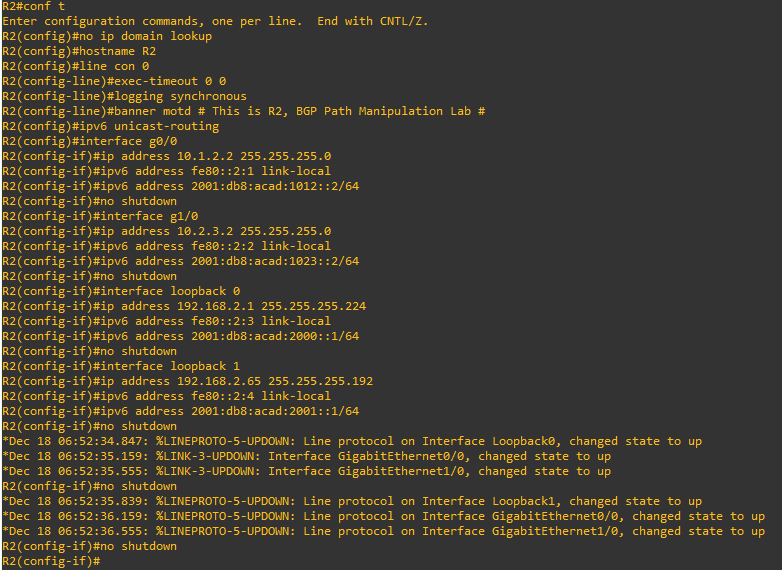 R2#conf t
Enter configuration commands, one per line.  End with CNTL/Z.
R2(config)#no ip domain lookup
R2(config)#hostname R2
R2(config)#line con 0
R2(config-line)#exec-timeout 0 0
R2(config-line)#logging synchronous
R2(config-line)#banner motd # This is R2, BGP Path Manipulation Lab #
R2(config)#ipv6 unicast-routing
R2(config)#interface g0/0
R2(config-if)#ip address 10.1.2.2 255.255.255.0
R2(config-if)#ipv6 address fe80::2:1 link-local
R2(config-if)#ipv6 address 2001:db8:acad:1012::2/64
R2(config-if)#no shutdown
R2(config-if)#interface g1/0
R2(config-if)#ip address 10.2.3.2 255.255.255.0
R2(config-if)#ipv6 address fe80::2:2 link-local
R2(config-if)#ipv6 address 2001:db8:acad:1023::2/64
R2(config-if)#no shutdown
R2(config-if)#interface loopback 0
R2(config-if)#ip address 192.168.2.1 255.255.255.224
R2(config-if)#ipv6 address fe80::2:3 link-local
R2(config-if)#ipv6 address 2001:db8:acad:2000::1/64
R2(config-if)#no shutdown
R2(config-if)#interface loopback 1
R2(config-if)#ip address 192.168.2.65 255.255.255.192
R2(config-if)#ipv6 address fe80::2:4 link-local
R2(config-if)#ipv6 address 2001:db8:acad:2001::1/64
R2(config-if)#no shutdown
*Dec 18 06:52:34.847: %LINEPROTO-5-UPDOWN: Line protocol on Interface Loopback0, changed state to up
*Dec 18 06:52:35.159: %LINK-3-UPDOWN: Interface GigabitEthernet0/0, changed state to up
*Dec 18 06:52:35.555: %LINK-3-UPDOWN: Interface GigabitEthernet1/0, changed state to up
R2(config-if)#no shutdown
*Dec 18 06:52:35.839: %LINEPROTO-5-UPDOWN: Line protocol on Interface Loopback1, changed state to up
*Dec 18 06:52:36.159: %LINEPROTO-5-UPDOWN: Line protocol on Interface GigabitEthernet0/0, changed state to up
*Dec 18 06:52:36.555: %LINEPROTO-5-UPDOWN: Line protocol on Interface GigabitEthernet1/0, changed state to up
R2(config-if)#no shutdown
R2(config-if)#